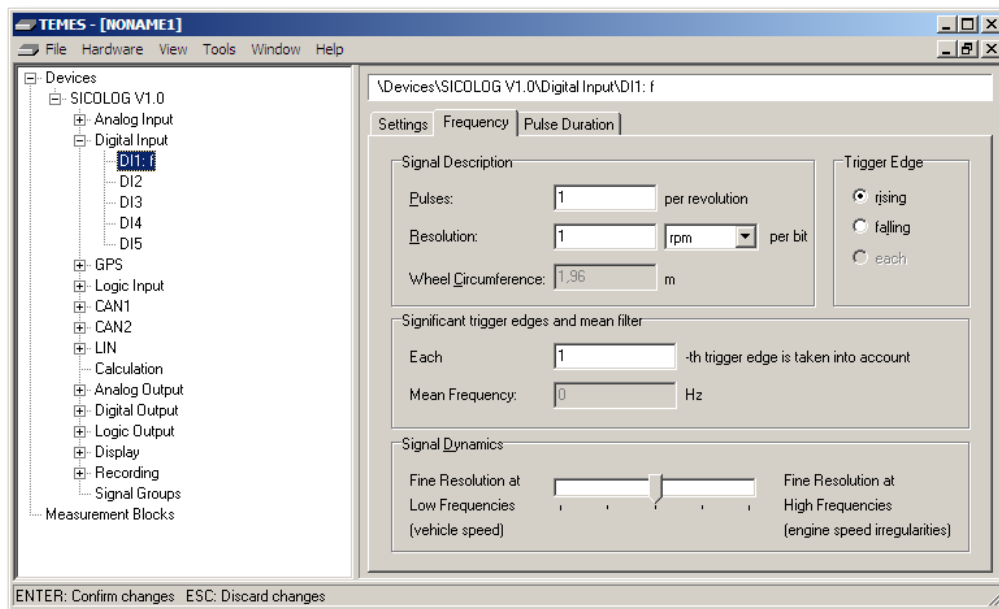 TEMES - [NONAME1]
File Hardware View Tools Window Help
Devices
SICOLOG V1.0
Analog Input
Digital Input
DI1: f
DI2
DI3
DI4
DI5
GPS
Logic Input
CAN1
CAN2
LIN
Calculation
Analog Output
Digital Output
Logic Output
Display
Recording
Signal Groups
Measurement Blocks
\Devices\SICOLOG V1.0\Digital Input\DI1: f
Settings Frequency Pulse Duration
Signal Description
Pulses: 1 per revolution
Resolution: 1 rpm per bit
Wheel Circumference: 1,96 m
Trigger Edge
rising
falling
each
Significant trigger edges and mean filter
Each 1 -th trigger edge is taken into account
Mean Frequency: 0 Hz
Signal Dynamics
Fine Resolution at
Low Frequencies
(vehicle speed)
Fine Resolution at
High Frequencies
(engine speed irregularities)
ENTER: Confirm changes ESC: Discard changes